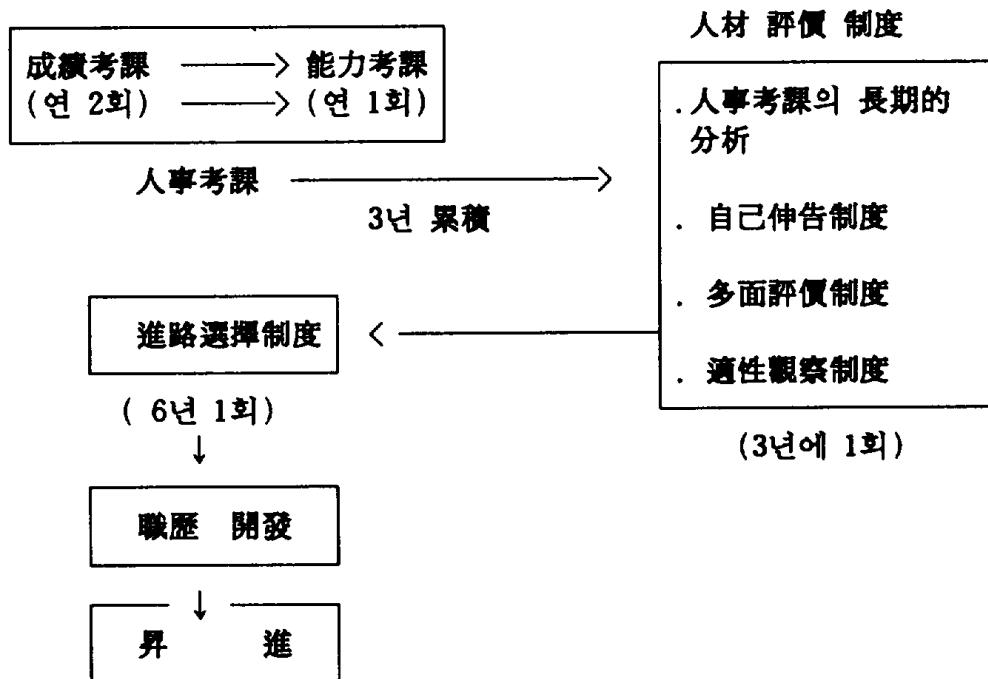 人材 評價 制度
成績考課 → 能力考課
(연 2회) → (연 1회)
人事考課
3년 累積
. 人事考課의 長期的
分析
. 自己伸告制度
. 多面評價制度
. 適性觀察制度
(3년에 1회)
進路選擇制度
( 6년 1회)
職歷 開發
昇 進